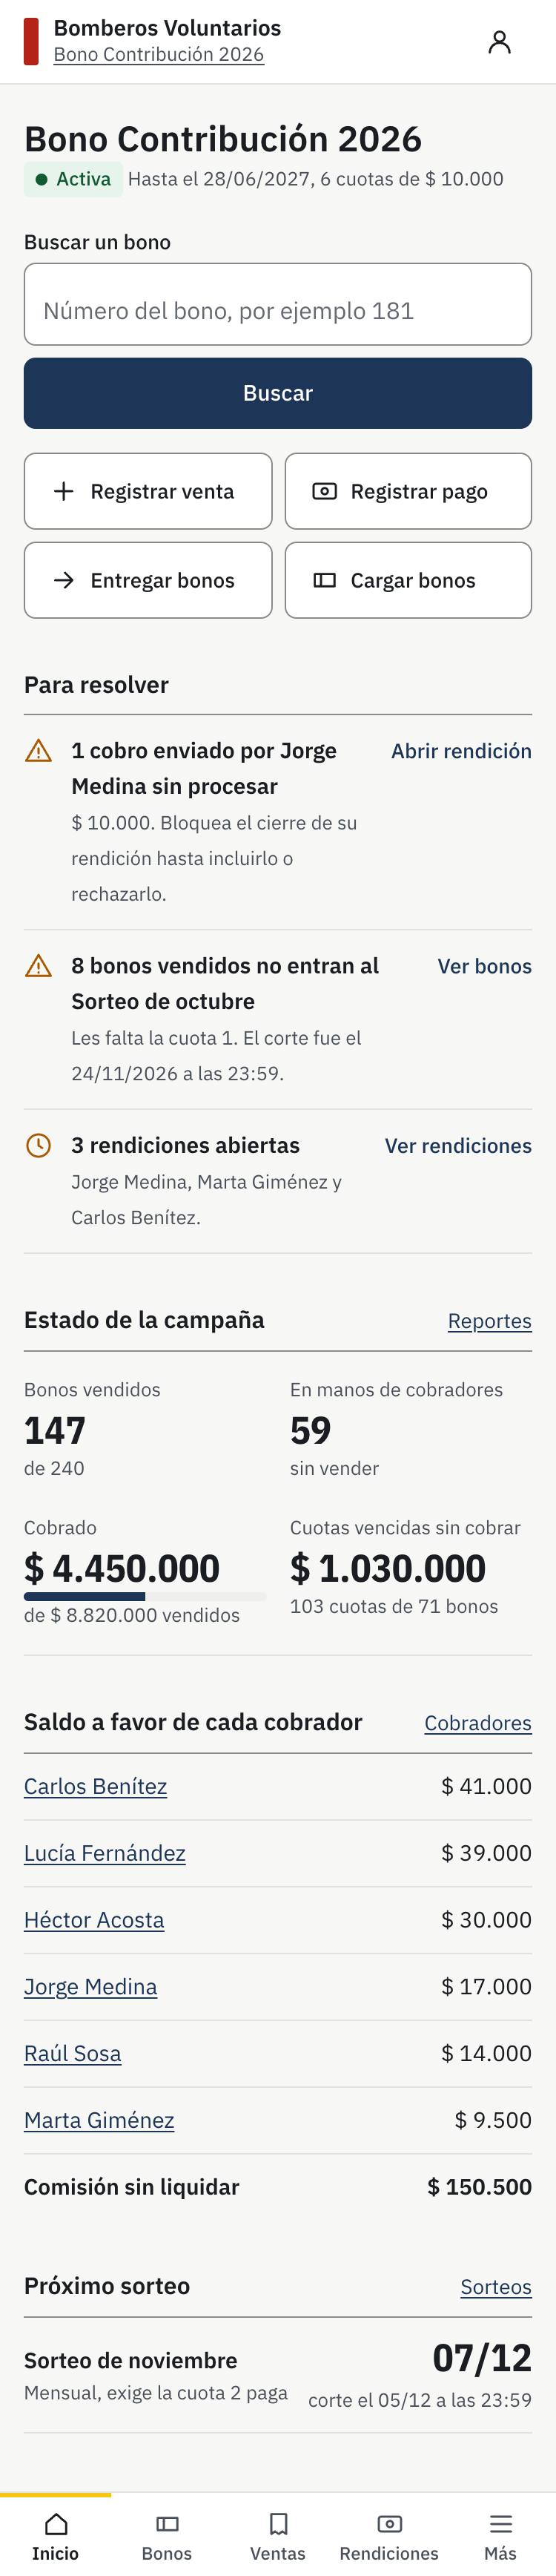 Bomberos Voluntarios
Bono Contribución 2026
Bono Contribución 2026
Activa Hasta el 28/06/2027, 6 cuotas de $ 10.000
Buscar un bono
Número del bono, por ejemplo 181
Buscar
Registrar venta
Registrar pago
Entregar bonos
Cargar bonos
Para resolver
1 cobro enviado por Jorge
Medina sin procesar
Abrir rendición
$ 10.000. Bloquea el cierre de su
rendición hasta incluirlo o
rechazarlo.
8 bonos vendidos no entran al
Sorteo de octubre
Ver bonos
Les falta la cuota 1. El corte fue el
24/11/2026 a las 23:59.
3 rendiciones abiertas
Ver rendiciones
Jorge Medina, Marta Giménez y
Carlos Benítez.
Estado de la campaña
Reportes
Bonos vendidos
147
de 240
En manos de cobradores
59
sin vender
Cobrado
$ 4.450.000
de $ 8.820.000 vendidos
Cuotas vencidas sin cobrar
$ 1.030.000
103 cuotas de 71 bonos
Saldo a favor de cada cobrador
Cobradores
Carlos Benítez $ 41.000
Lucía Fernández $ 39.000
Héctor Acosta $ 30.000
Jorge Medina $ 17.000
Raúl Sosa $ 14.000
Marta Giménez $ 9.500
Comisión sin liquidar $ 150.500
Próximo sorteo
Sorteos
Sorteo de noviembre
Mensual, exige la cuota 2 paga
07/12
corte el 05/12 a las 23:59
Inicio
Bonos
Ventas
Rendiciones
Más